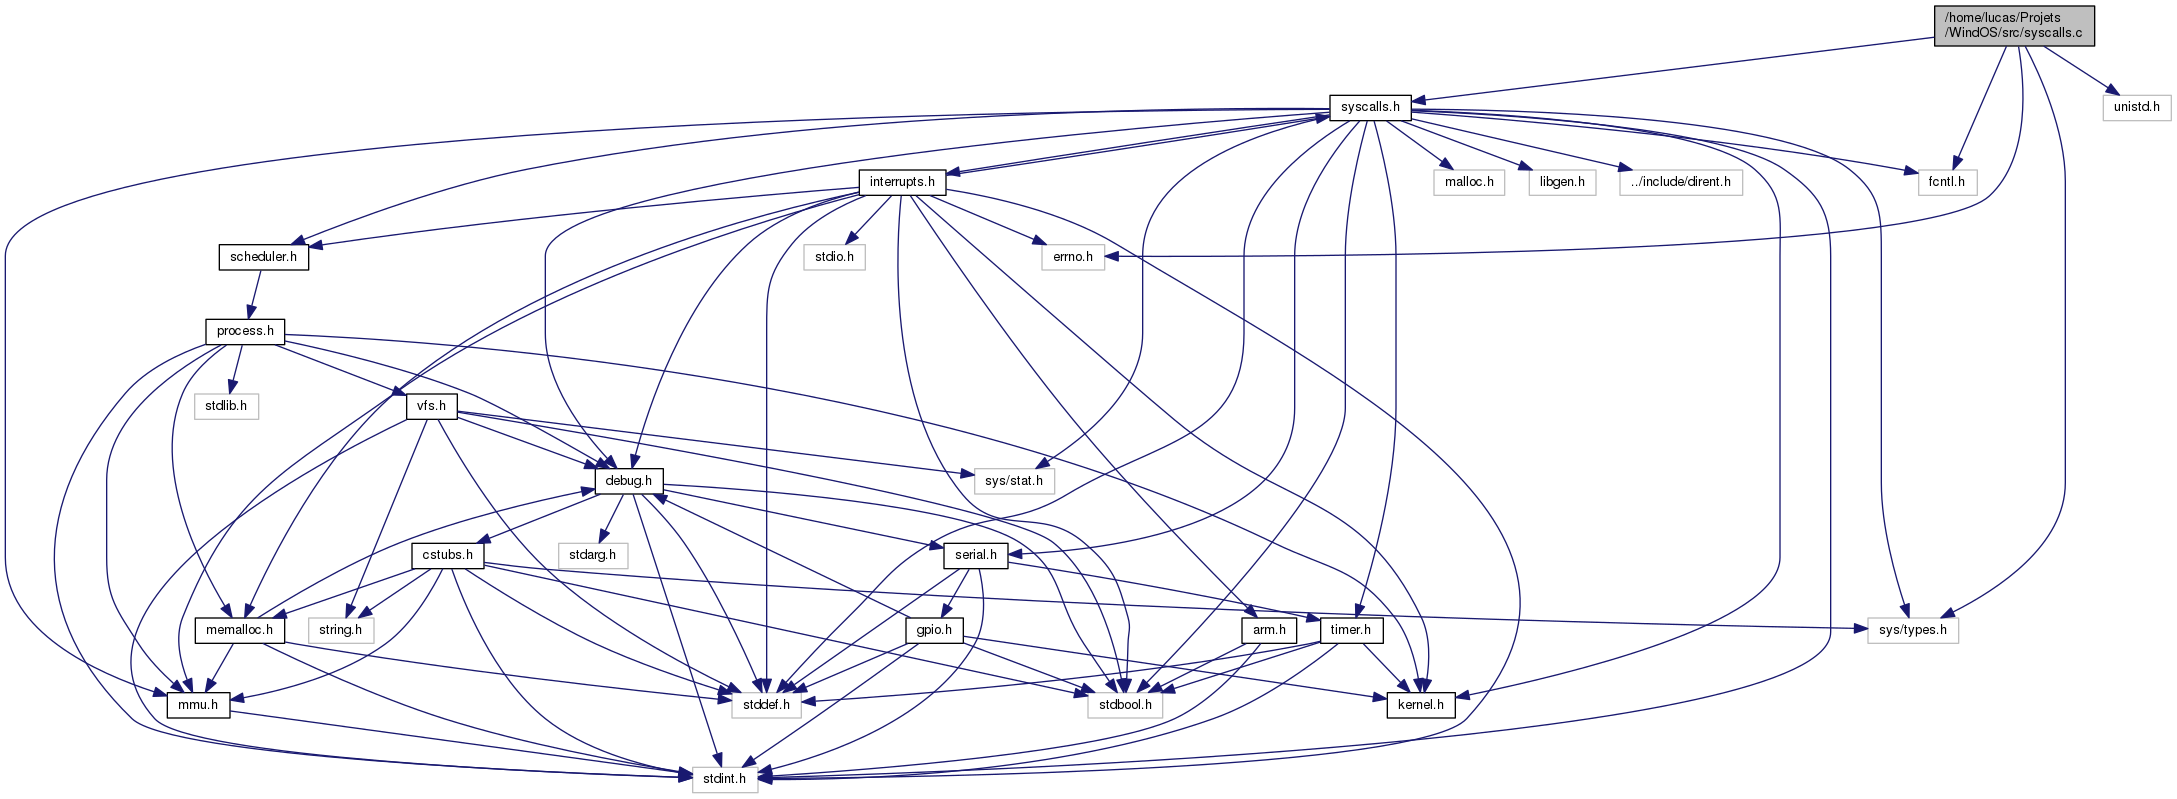 /home/lucas/Projets
/WindOS/src/syscalls.c
syscalls.h
unistd.h
interrupts.h
malloc.h
libgen.h
../include/dirent.h
fcntl.h
scheduler.h
stdio.h
errno.h
process.h
stdlib.h
vfs.h
debug.h
sys/stat.h
cstubs.h
stdarg.h
serial.h
memalloc.h
string.h
gpio.h
arm.h
timer.h
sys/types.h
mmu.h
stddef.h
stdbool.h
kernel.h
stdint.h